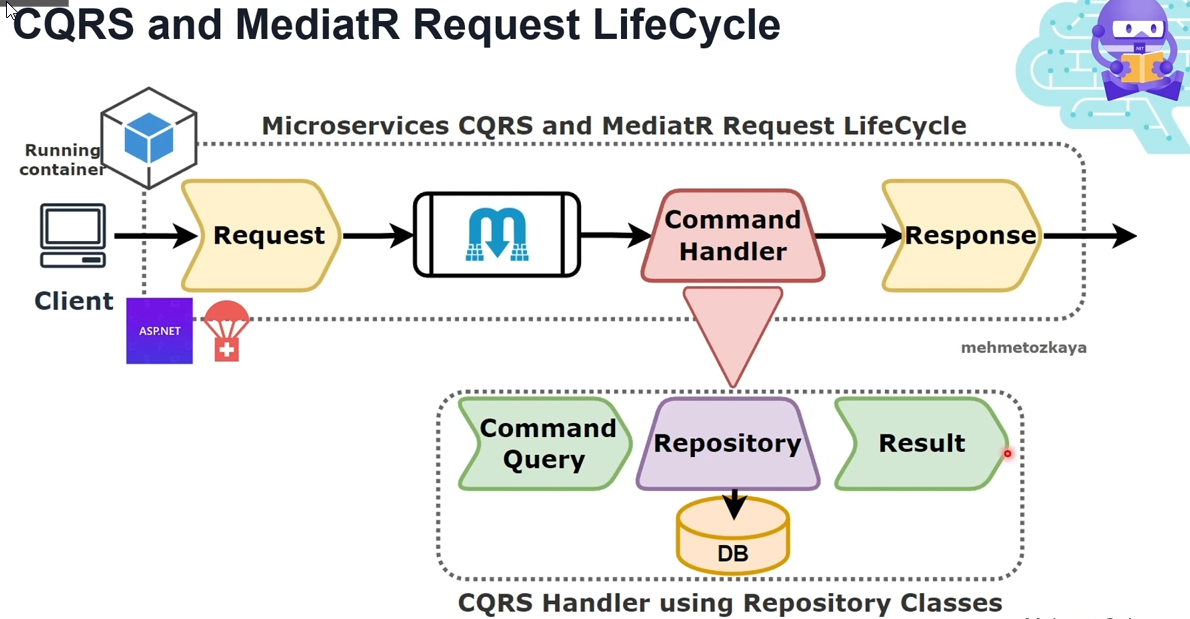 CQRS and MediatR Request LifeCycle
.NET
Microservices CQRS and MediatR Request LifeCycle
Running
container
Request
Command
Handler
Response
Client
ASP.NET
mehmetozkaya
Command
Query
Repository
Result
DB
CQRS Handler using Repository Classes